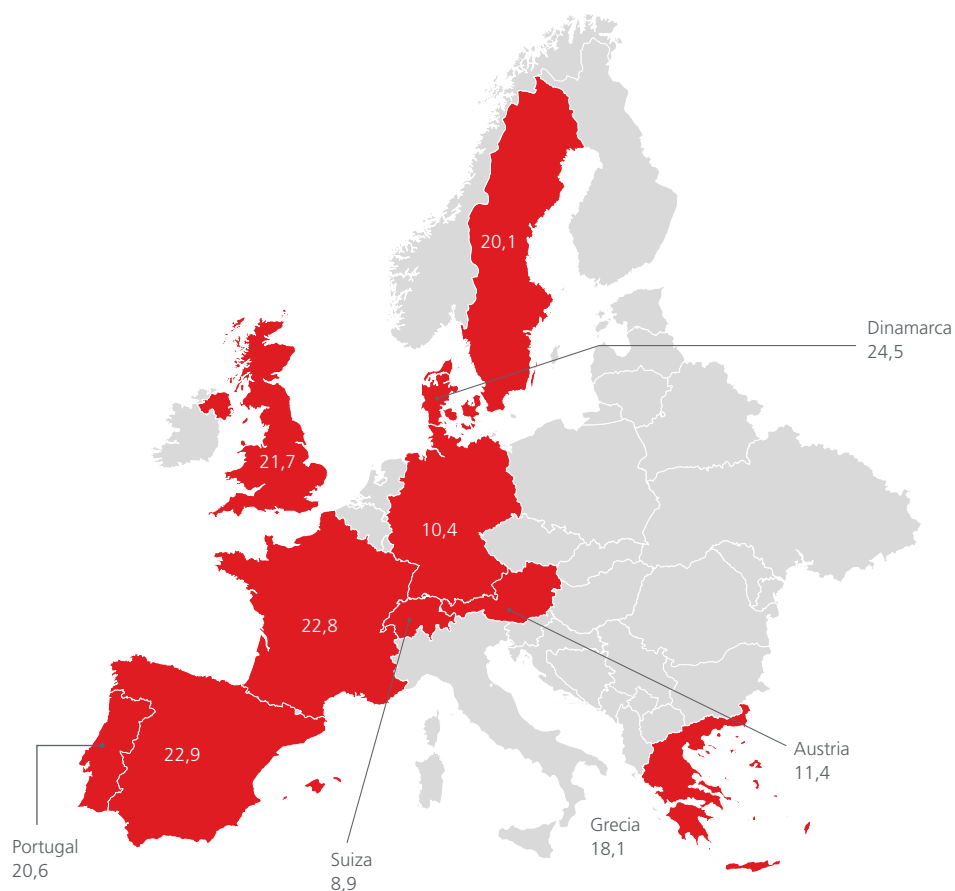 20,1
Dinamarca
24,5
21,7
10,4
22,8
22,9
Austria
11,4
Grecia
18,1
Portugal
20,6
Suiza
8,9